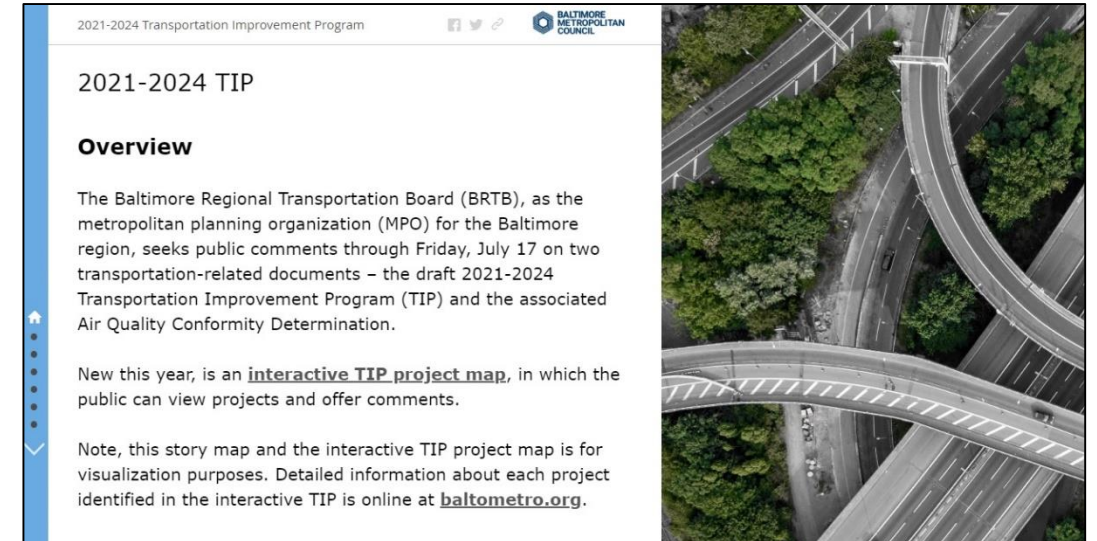 2021-2024 Transportation Improvement Program
BALTIMORE
METROPOLITAN
COUNCIL
2021-2024 TIP
Overview
The Baltimore Regional Transportation Board (BRTB), as the
metropolitan planning organization (MPO) for the Baltimore
region, seeks public comments through Friday, July 17 on two
transportation-related documents – the draft 2021-2024
Transportation Improvement Program (TIP) and the associated
Air Quality Conformity Determination.
New this year, is an interactive TIP project map, in which the
public can view projects and offer comments.
Note, this story map and the interactive TIP project map is for
visualization purposes. Detailed information about each project
identified in the interactive TIP is online at baltometro.org.